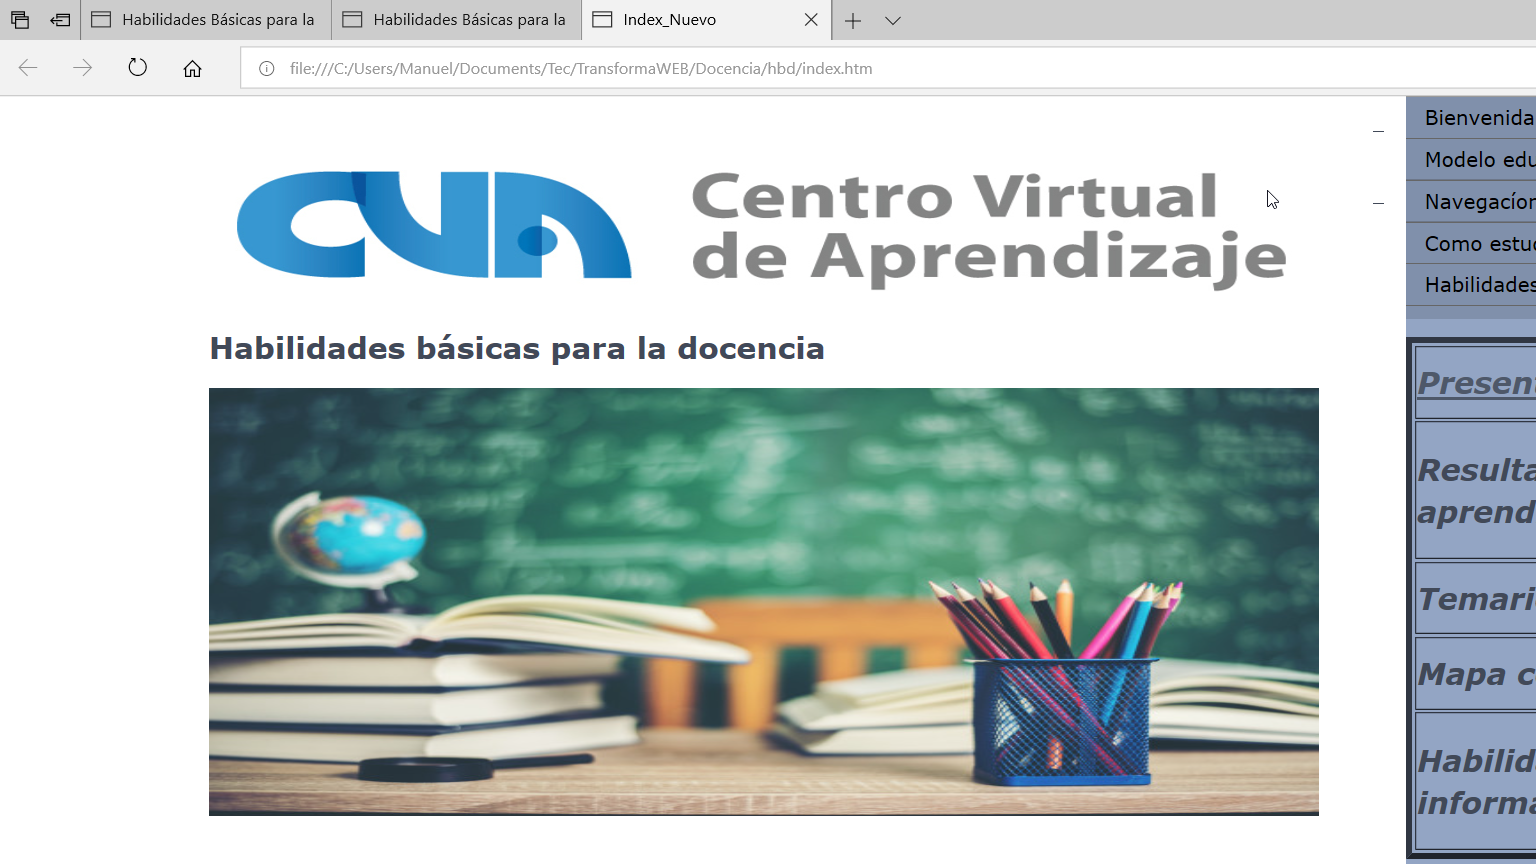 Habilidades Básicas para la
Habilidades Básicas para la
Index_Nuevo
file:///C:/Users/Manuel/Documents/Tec/TransformaWEB/Docencia/hbd/index.htm
CVA
Centro Virtual
de Aprendizaje
Habilidades básicas para la docencia
Bienvenida
Modelo edu
Navegacíon
Como estud
Habilidades
Present
Resulta
aprend
Temari
Mapa c
Habilid
informa